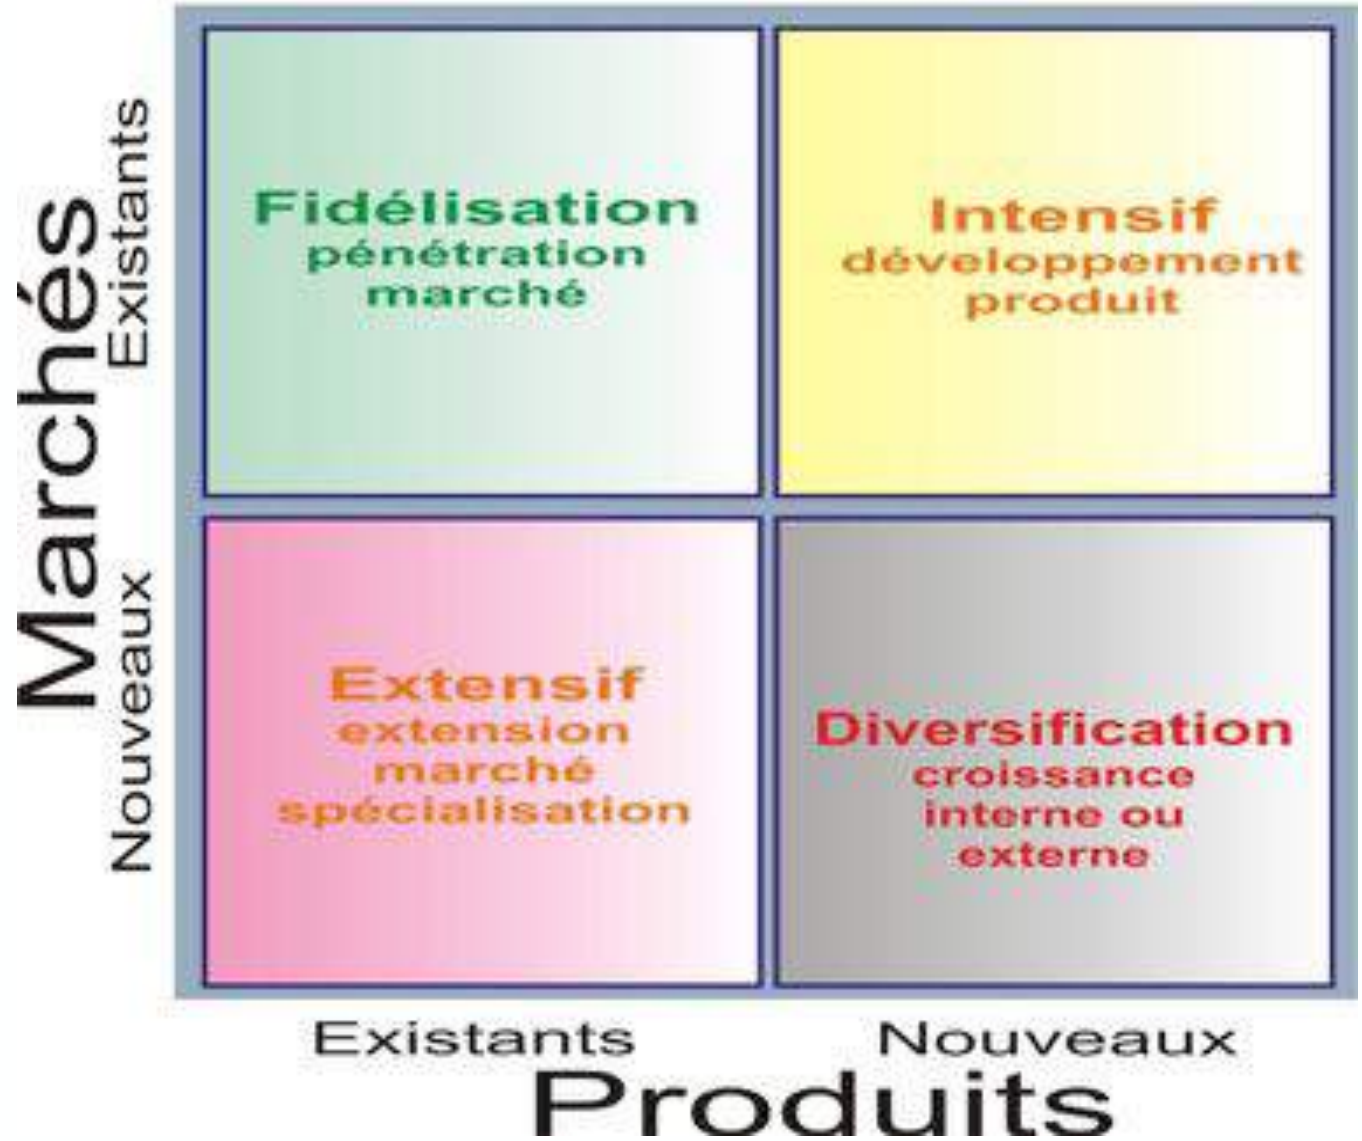 Marchés
Existants
Nouveaux
Fidélisation
pénétration
marché
Intensif
développement
produit
Extensif
extension
marché
spécialisation
Diversification
croissance
interne ou
externe
Existants
Nouveaux
Produits